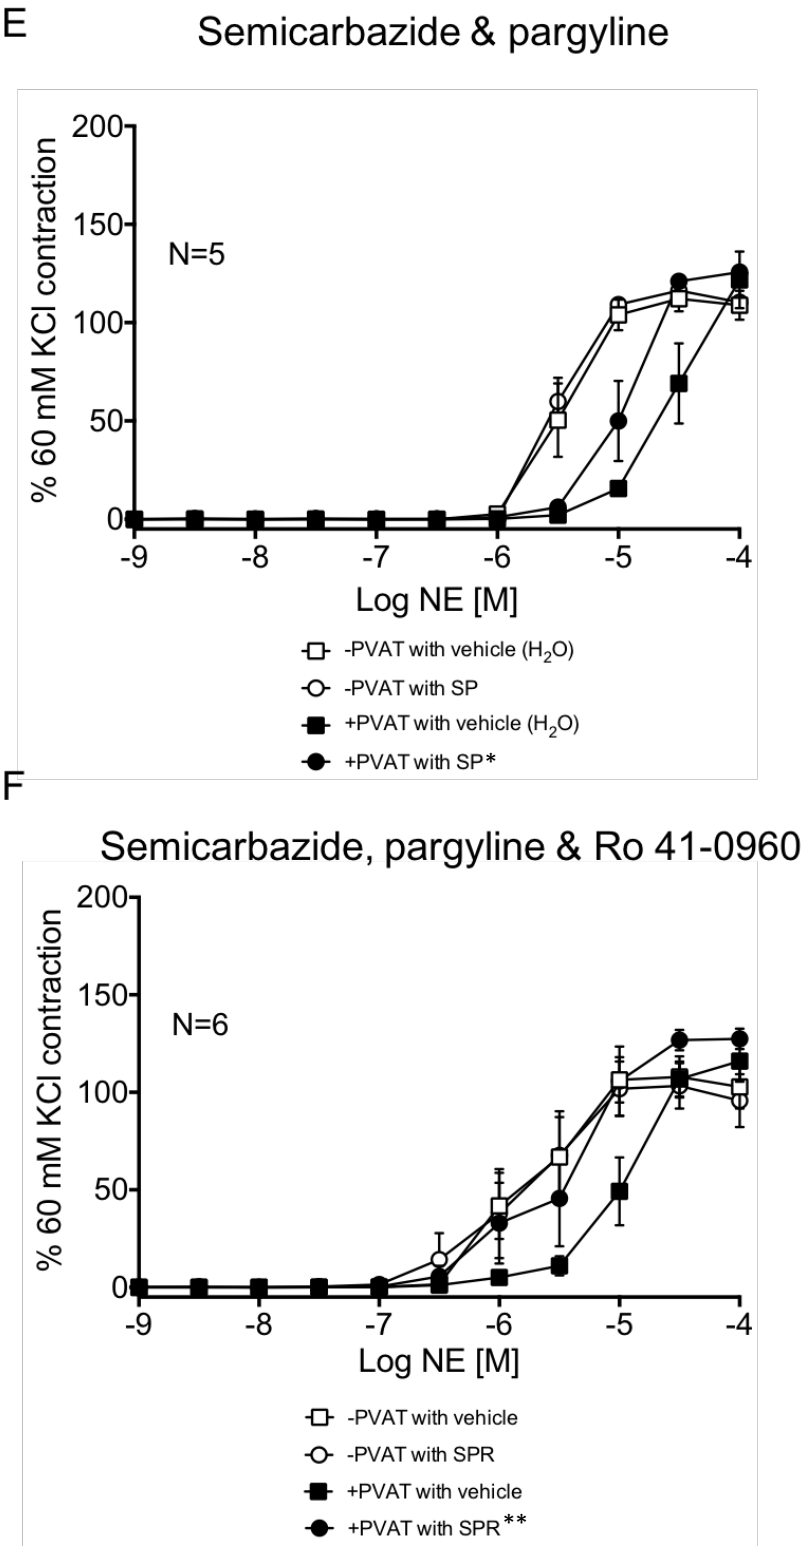 E
Semicarbazide & pargyline
% 60 mM KCl contraction
200
150
100
50
0
N=5
-9 -8 -7 -6 -5 -4
Log NE [M]
-PVAT with vehicle (H₂O)
-PVAT with SP
+PVAT with vehicle (H₂O)
+PVAT with SP*
F
Semicarbazide, pargyline & Ro 41-0960
% 60 mM KCl contraction
200
150
100
50
0
N=6
-9 -8 -7 -6 -5 -4
Log NE [M]
-PVAT with vehicle
-PVAT with SPR
+PVAT with vehicle
+PVAT with SPR**